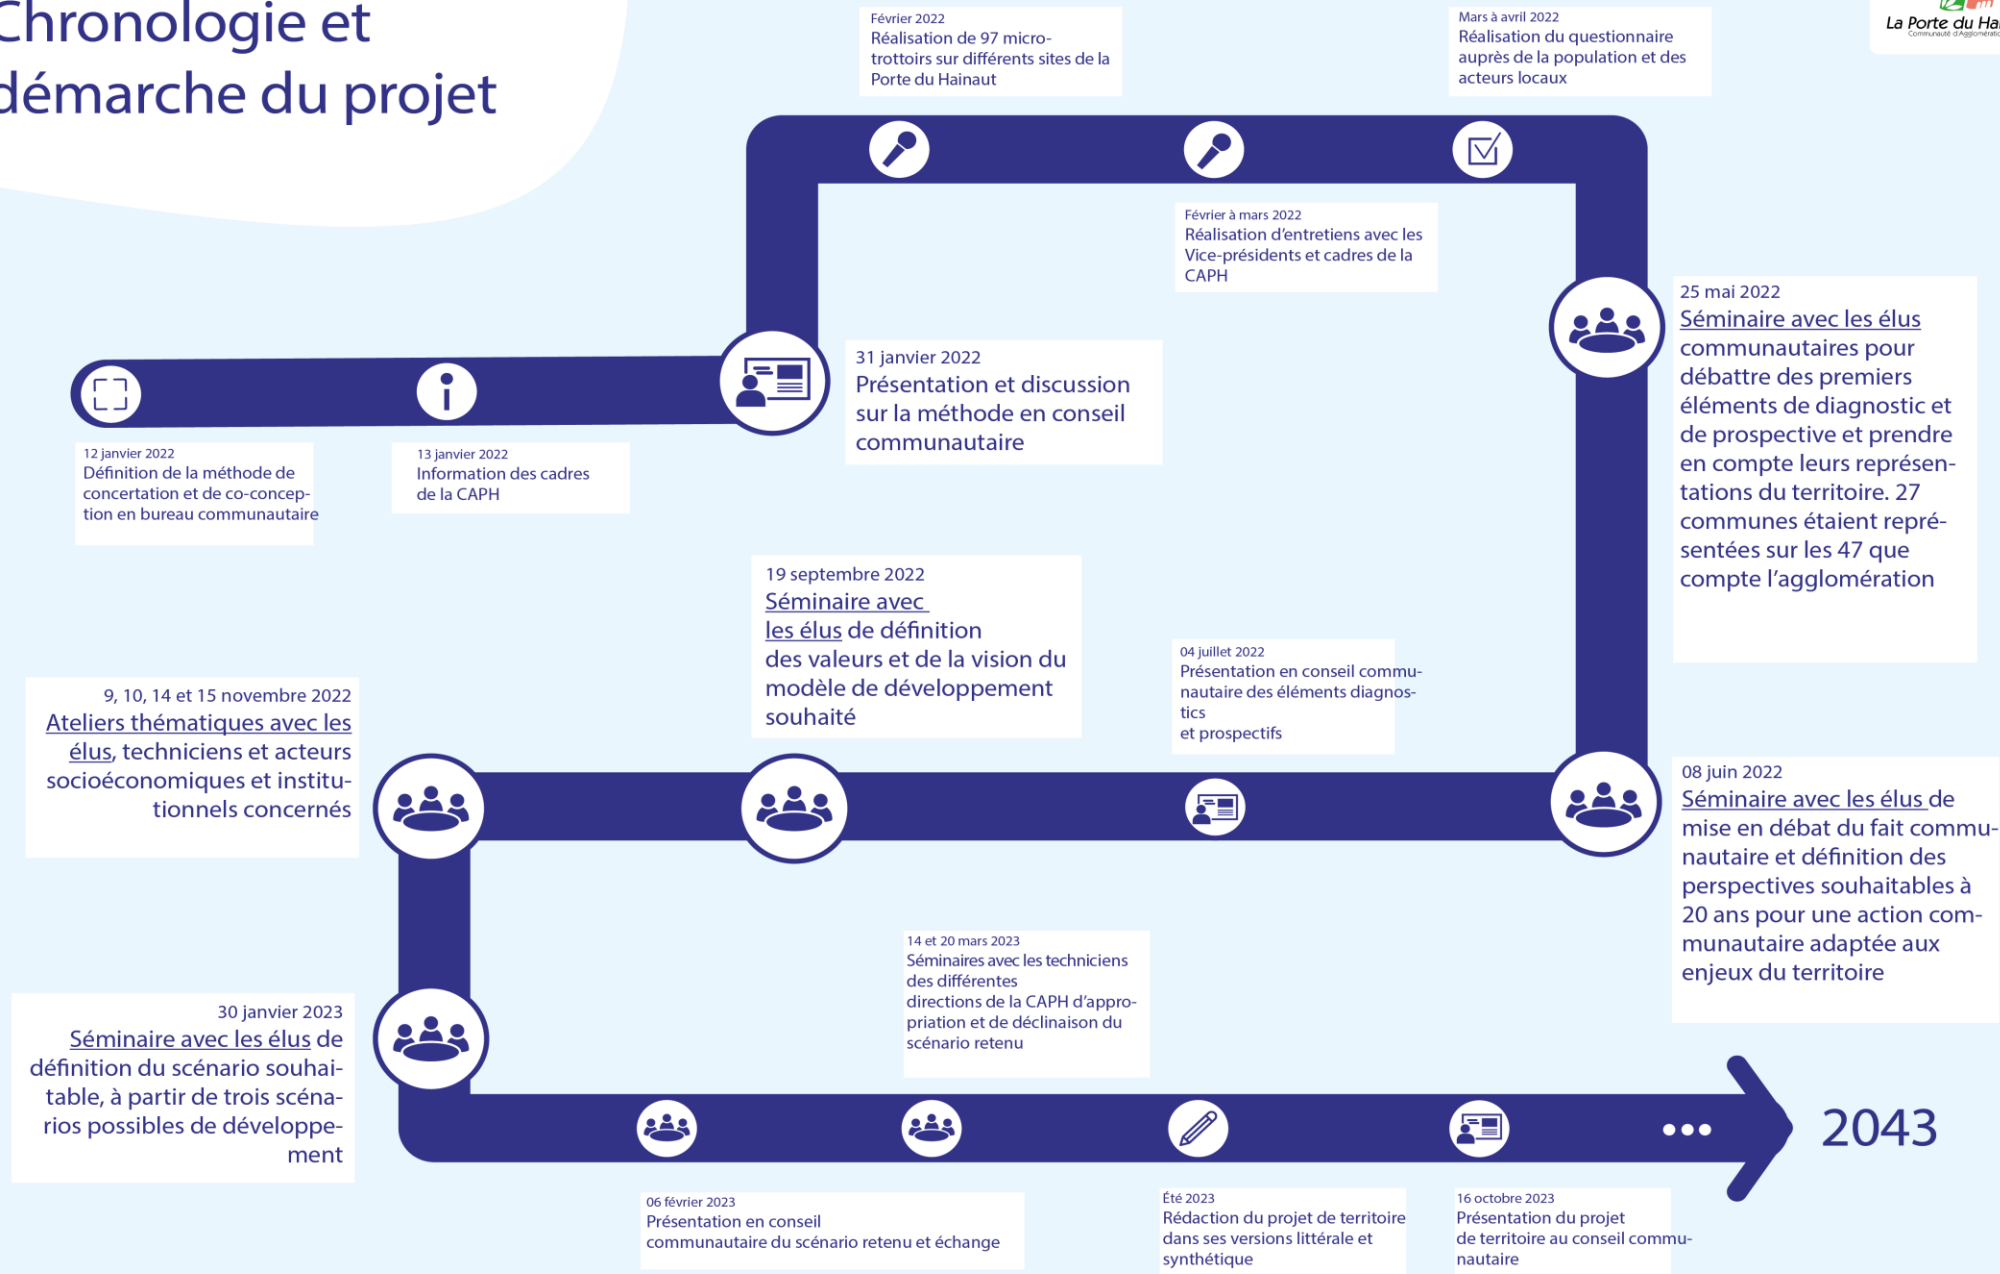 Chronologie et
démarche du projet
La Porte du Ha
Communauté d'Agglomération
12 janvier 2022
Définition de la méthode de
concertation et de co-concep-
tion en bureau communautaire
13 janvier 2022
Information des cadres
de la CAPH
31 janvier 2022
Présentation et discussion
sur la méthode en conseil
communautaire
Février 2022
Réalisation de 97 micro-
trottoirs sur différents sites de la
Porte du Hainaut
Février à mars 2022
Réalisation d'entretiens avec les
Vice-présidents et cadres de la
CAPH
Mars à avril 2022
Réalisation du questionnaire
auprès de la population et des
acteurs locaux
25 mai 2022
Séminaire avec les élus
communautaires pour
débattre des premiers
éléments de diagnostic et
de prospective et prendre
en compte leurs représen-
tations du territoire. 27
communes étaient repré-
sentées sur les 47 que
compte l'agglomération
08 juin 2022
Séminaire avec les élus de
mise en débat du fait commu-
nautaire et définition des
perspectives souhaitables à
20 ans pour une action com-
munautaire adaptée aux
enjeux du territoire
04 juillet 2022
Présentation en conseil commu-
nautaire des éléments diagnos-
tics
et prospectifs
19 septembre 2022
Séminaire avec
les élus de définition
des valeurs et de la vision du
modèle de développement
souhaité
9, 10, 14 et 15 novembre 2022
Ateliers thématiques avec les
élus, techniciens et acteurs
socioéconomiques et institu-
tionnels concernés
30 janvier 2023
Séminaire avec les élus de
définition du scénario souhai-
table, à partir de trois scéna-
rios possibles de développe-
ment
06 février 2023
Présentation en conseil
communautaire du scénario retenu et échange
14 et 20 mars 2023
Séminaires avec les techniciens
des différentes
directions de la CAPH d'appro-
priation et de déclinaison du
scénario retenu
Été 2023
Rédaction du projet de territoire
dans ses versions littérale et
synthétique
16 octobre 2023
Présentation du projet
de territoire au conseil commu-
nautaire
2043